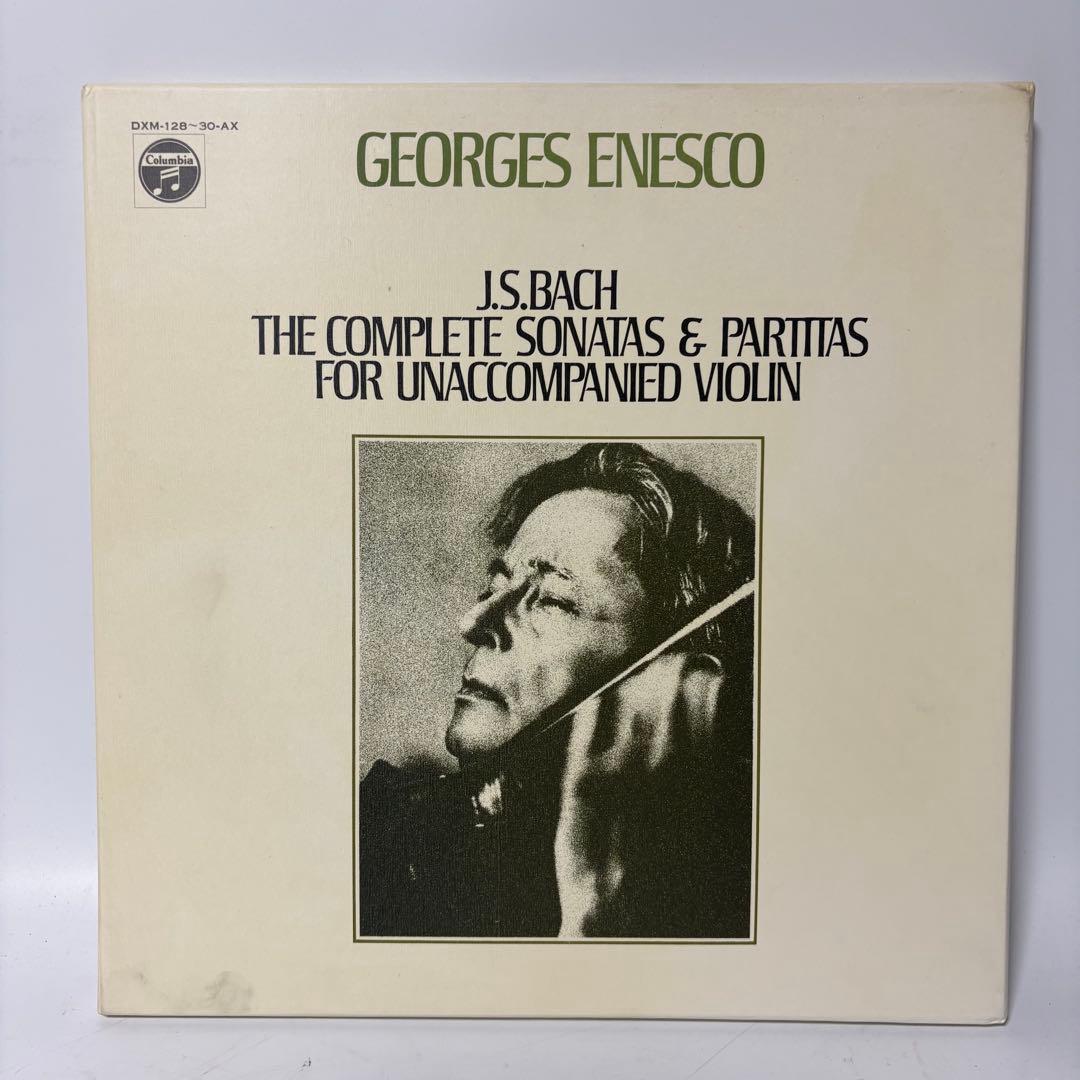 DXM-128~30-AX
Columbia
GEORGES ENESCO
J.S.BACH
THE COMPLETE SONATAS & PARTITAS
FOR UNACCOMPANIED VIOLIN